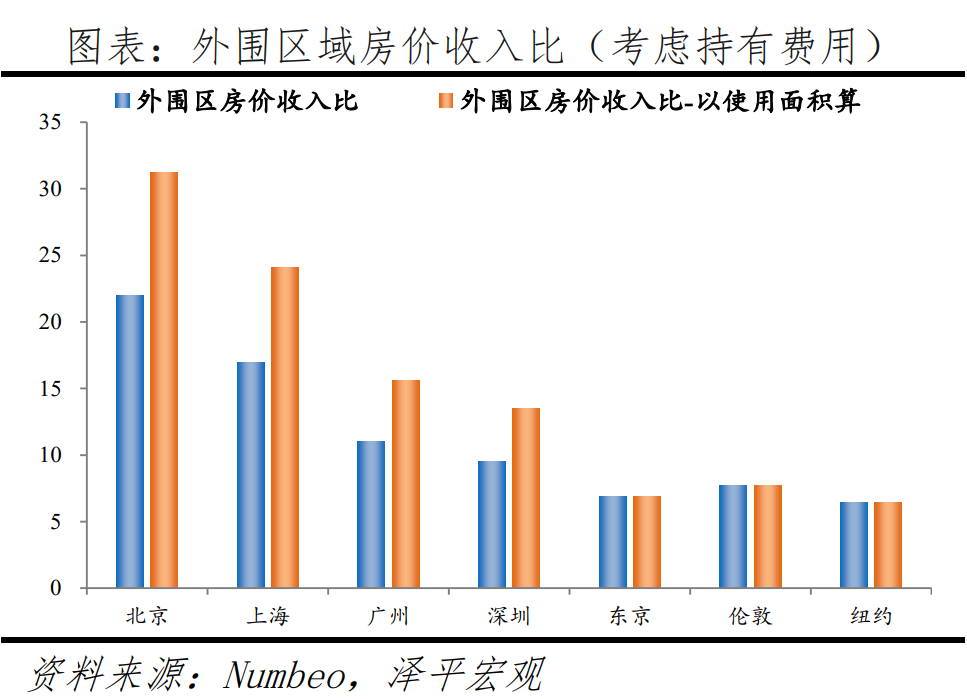 图表：外围区域房价收入比（考虑持有费用）
外围区房价收入比 外围区房价收入比-以使用面积算
35
30
25
20
15
10
5
0
北京 上海 广州 深圳 东京 伦敦 纽约
资料来源：Numbeo，泽平宏观